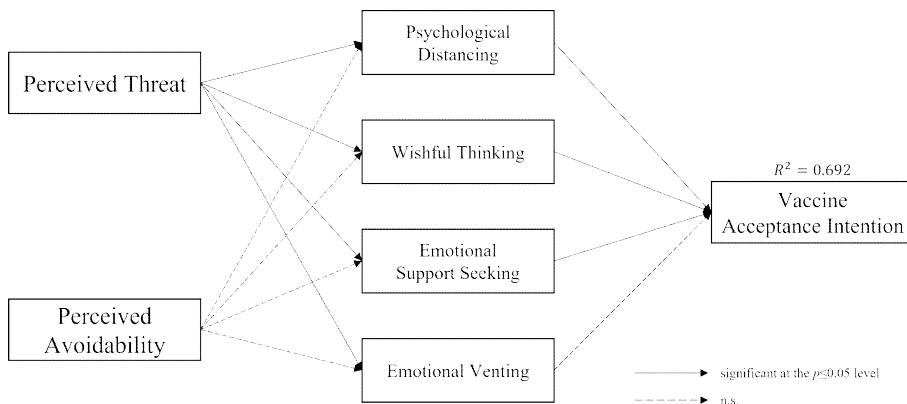 Psychological
Distancing
Perceived Threat
Wishful Thinking
R² = 0.692
Vaccine
Acceptance Intention
Emotional
Support Seeking
Perceived
Avoidability
Emotional Venting
significant at the p≤0.05 level
n.s.